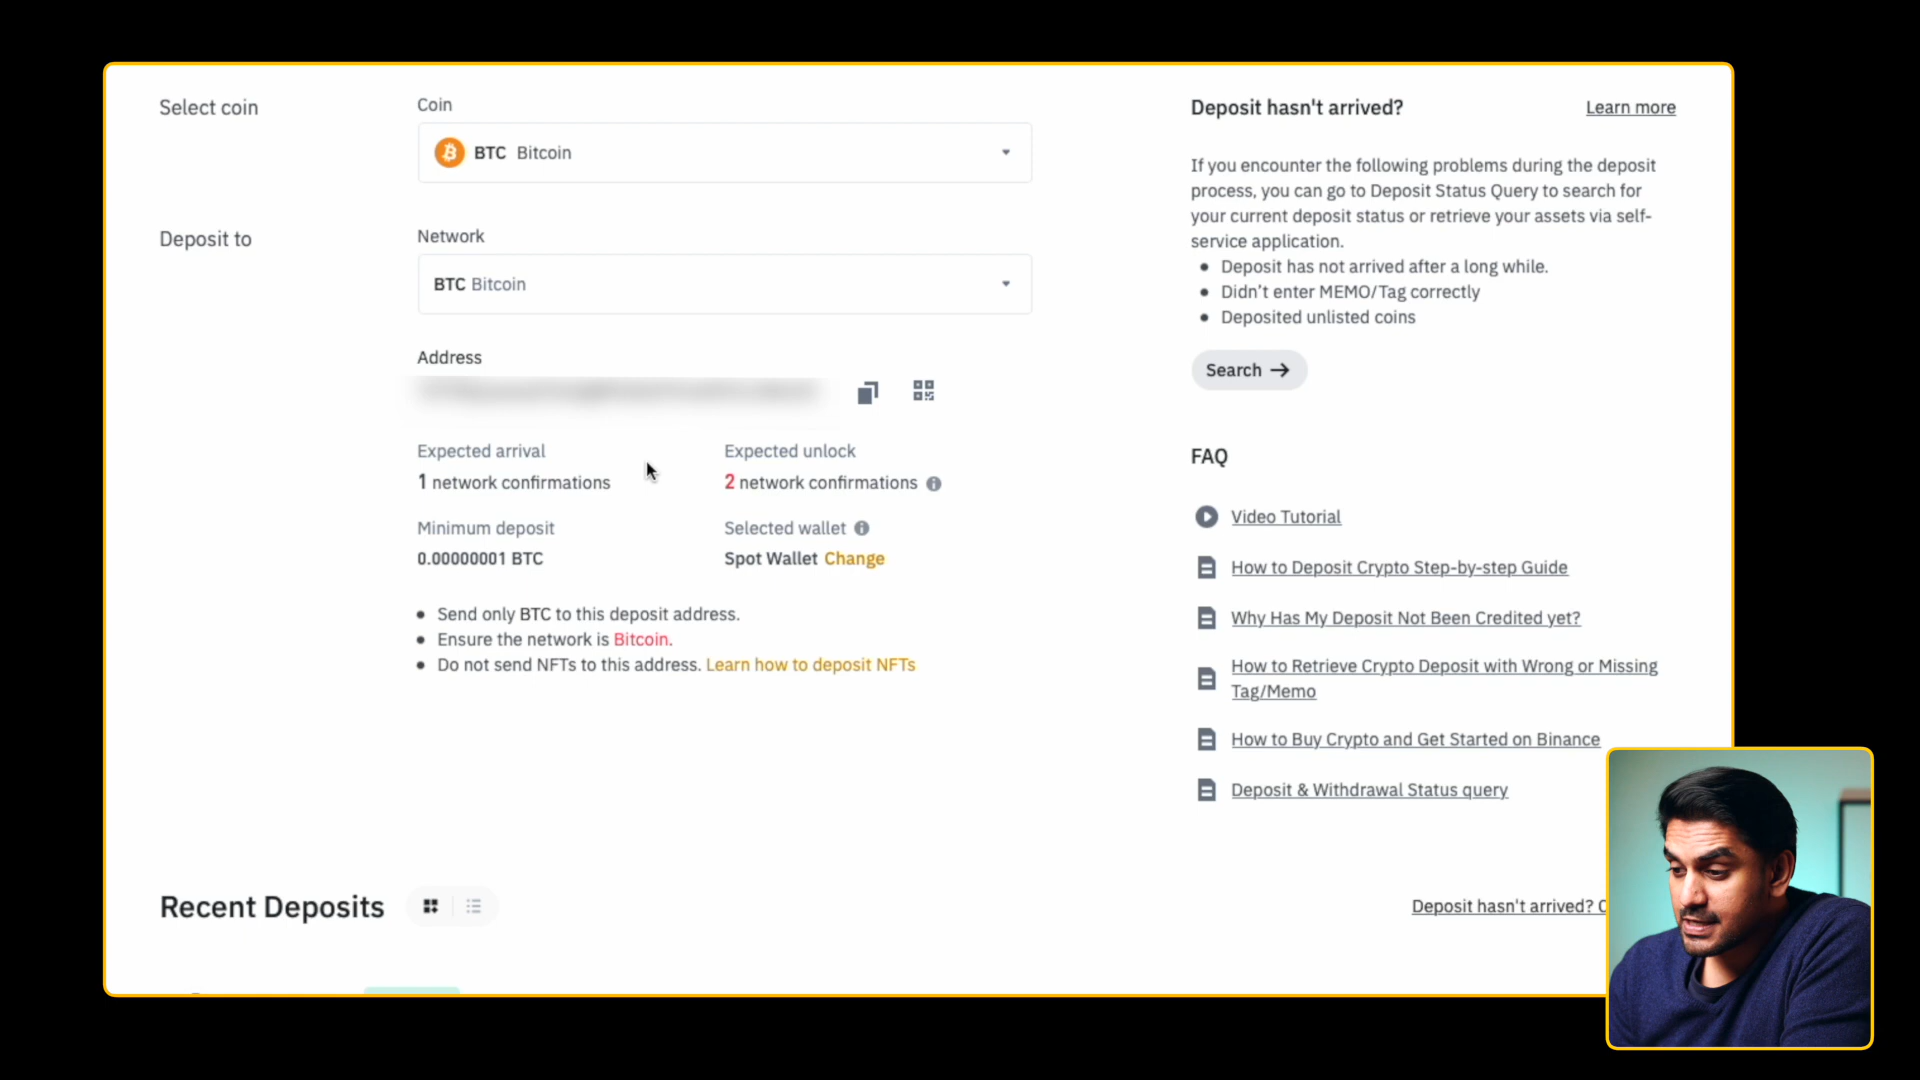 Select coin
Coin
BTC Bitcoin
Deposit to
Network
BTC Bitcoin
Address
Expected arrival
1 network confirmations
Expected unlock
2 network confirmations
Minimum deposit
0.00000001 BTC
Selected wallet
Spot Wallet Change
Send only BTC to this deposit address.
Ensure the network is Bitcoin.
Do not send NFTs to this address. Learn how to deposit NFTs
Deposit hasn't arrived?
Learn more
If you encounter the following problems during the deposit
process, you can go to Deposit Status Query to search for
your current deposit status or retrieve your assets via self-
service application.
Deposit has not arrived after a long while.
Didn't enter MEMO/Tag correctly
Deposited unlisted coins
Search
FAQ
Video Tutorial
How to Deposit Crypto Step-by-step Guide
Why Has My Deposit Not Been Credited yet?
How to Retrieve Crypto Deposit with Wrong or Missing
Tag/Memo
How to Buy Crypto and Get Started on Binance
Deposit & Withdrawal Status query
Recent Deposits
Deposit hasn't arrived?